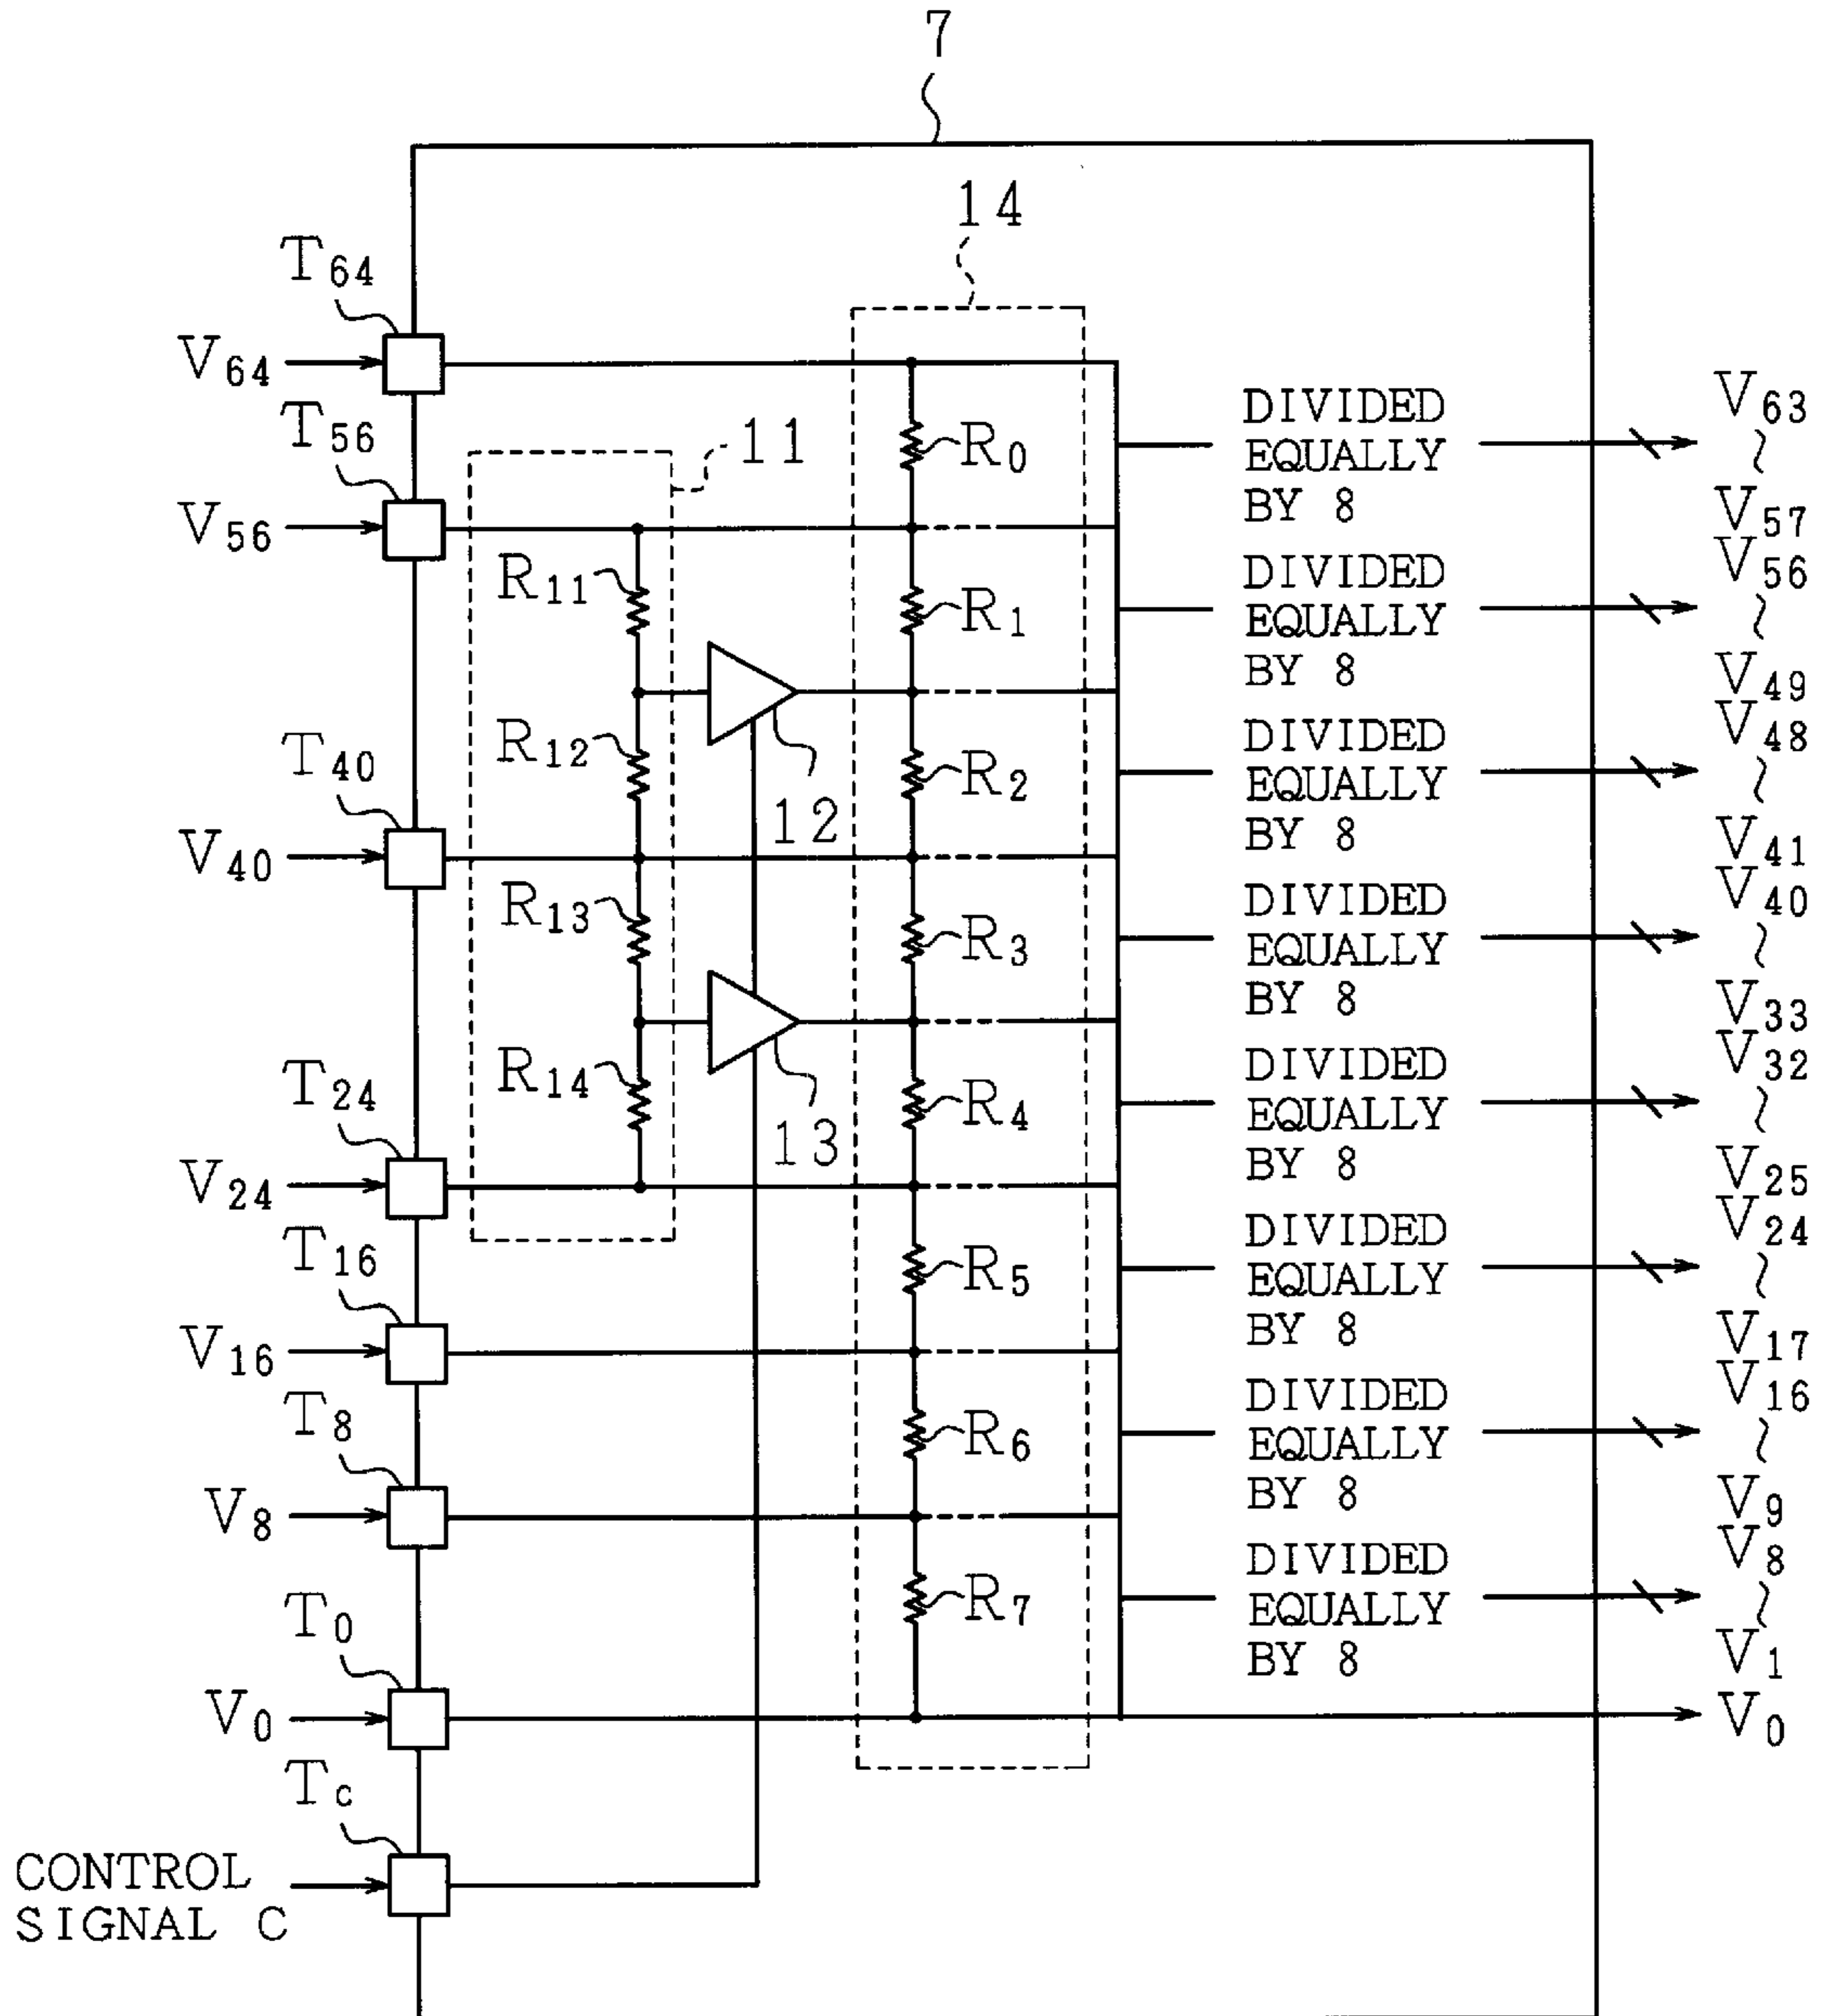 7
14
T64
V64
T56
V56
11
R11
R12
12
T40
V40
R13
R14
13
T24
V24
T16
V16
T8
V8
T0
V0
Tc
CONTROL
SIGNAL C
R0
R1
R2
R3
R4
R5
R6
R7
DIVIDED
EQUALLY
BY 8
V63
~
V57
DIVIDED
EQUALLY
BY 8
V56
~
V49
DIVIDED
EQUALLY
BY 8
V48
~
V41
DIVIDED
EQUALLY
BY 8
V40
~
V33
DIVIDED
EQUALLY
BY 8
V32
~
V25
DIVIDED
EQUALLY
BY 8
V24
~
V17
DIVIDED
EQUALLY
BY 8
V16
~
V9
DIVIDED
EQUALLY
BY 8
V8
~
V1
V0